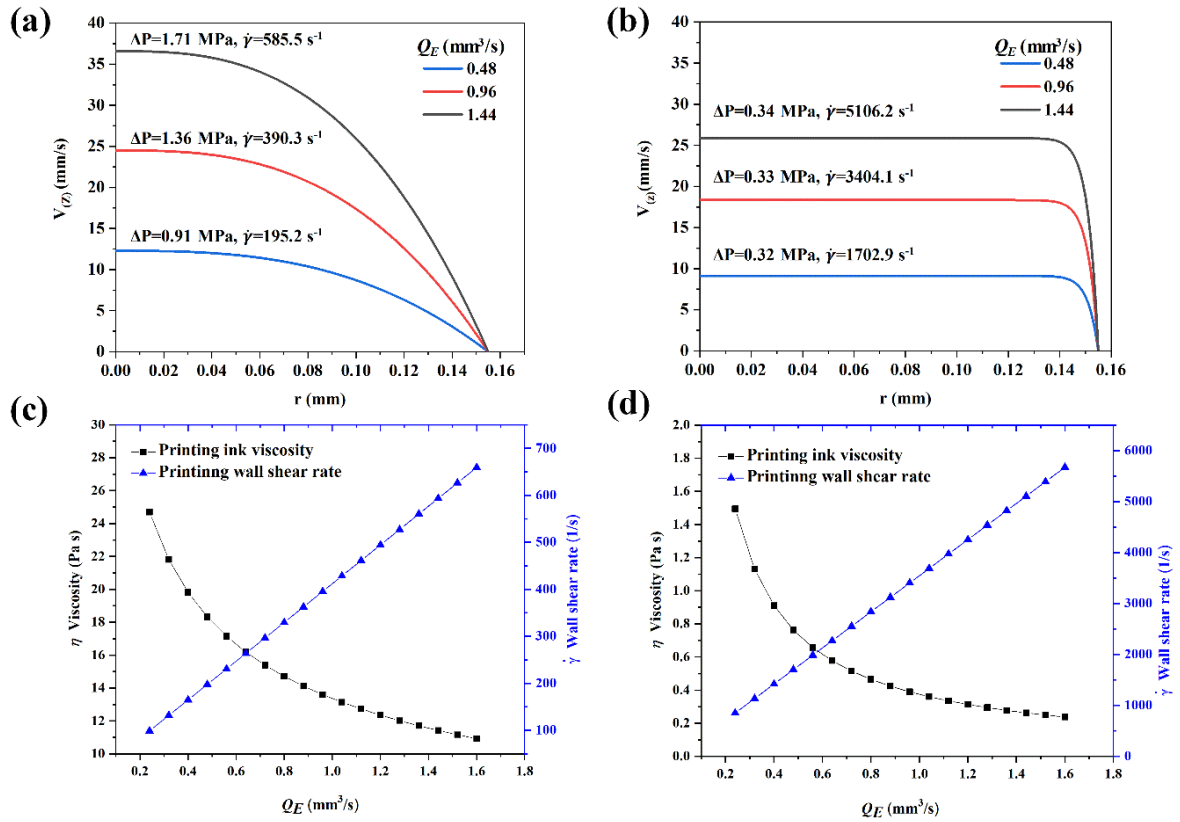 (a)
ΔP=1.71 MPa, γ̇=585.5 s⁻¹
Q_E (mm³/s)
0.48
0.96
1.44
ΔP=1.36 MPa, γ̇=390.3 s⁻¹
ΔP=0.91 MPa, γ̇=195.2 s⁻¹
V(Z) (mm/s)
40
35
30
25
20
15
10
5
0
0.00 0.02 0.04 0.06 0.08 0.10 0.12 0.14 0.16
r (mm)
(b)
Q_E (mm³/s)
0.48
0.96
1.44
ΔP=0.34 MPa, γ̇=5106.2 s⁻¹
ΔP=0.33 MPa, γ̇=3404.1 s⁻¹
ΔP=0.32 MPa, γ̇=1702.9 s⁻¹
V(z)(mm/s)
40
35
30
25
20
15
10
5
0
0.00 0.02 0.04 0.06 0.08 0.10 0.12 0.14 0.16
r (mm)
(c)
Printing ink viscosity
Printinng wall shear rate
η Viscosity (Pa s)
30
28
26
24
22
20
18
16
14
12
10
γ̇ Wall shear rate (1/s)
700
600
500
400
300
200
100
0.2 0.4 0.6 0.8 1.0 1.2 1.4 1.6 1.8
Q_E (mm³/s)
(d)
Printing ink viscosity
Printinng wall shear rate
η Viscosity (Pa s)
2.0
1.8
1.6
1.4
1.2
1.0
0.8
0.6
0.4
0.2
0.0
γ̇ Wall shear rate (1/s)
6500
6000
5000
4000
3000
2000
1000
0
0.2 0.4 0.6 0.8 1.0 1.2 1.4 1.6 1.8
Q_E (mm³/s)